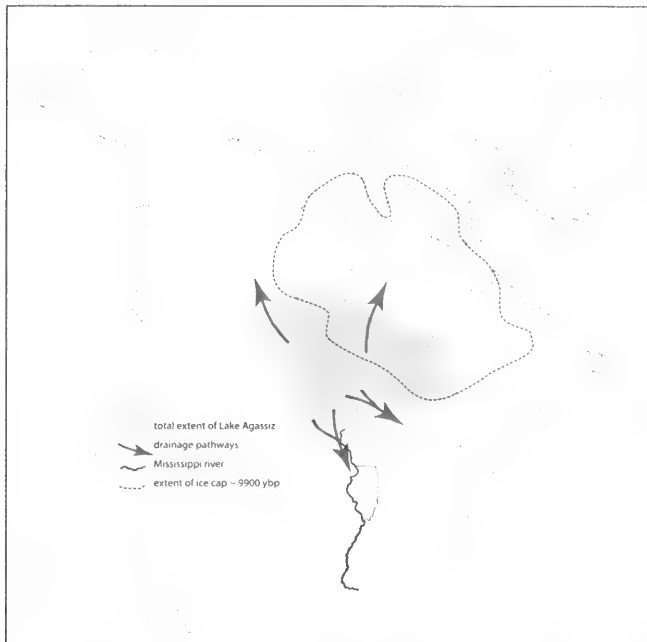 total extent of Lake Agassiz
drainage pathways
Mississippi river
extent of ice cap ~ 9900 ybp